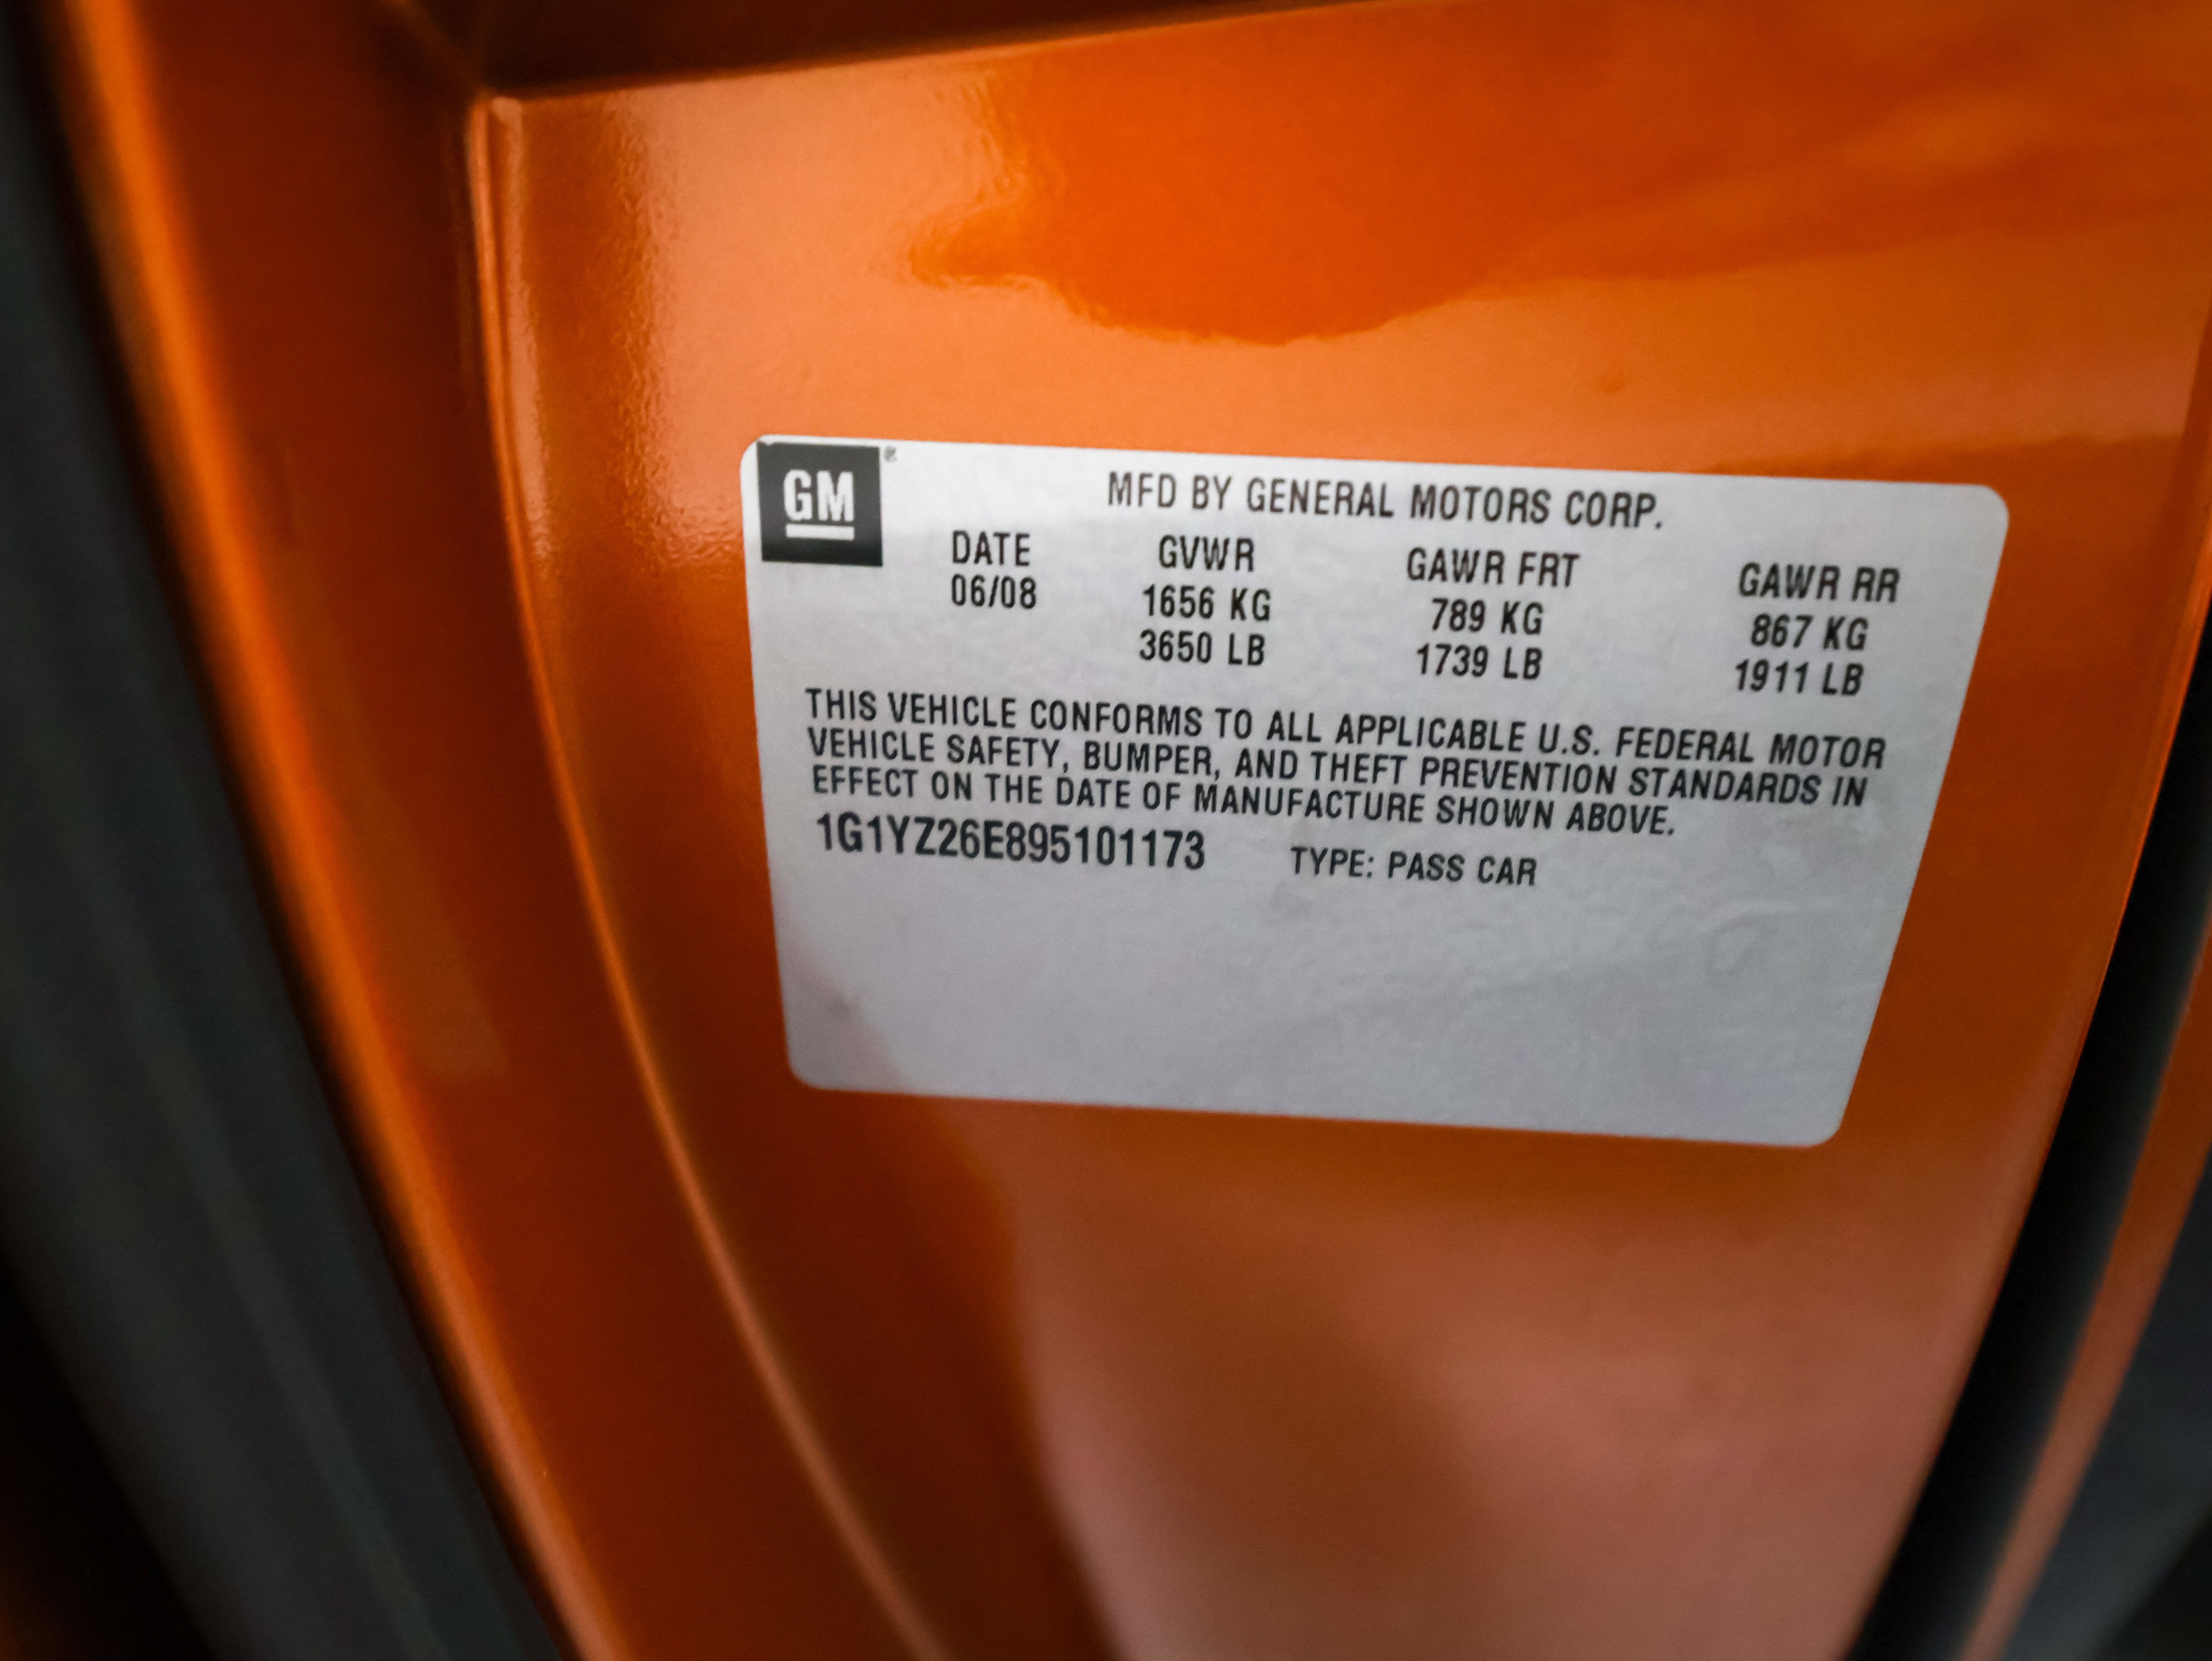 GM
MFD BY GENERAL MOTORS CORP.
DATE GVWR GAWR FRT GAWR RR
06/08 1656 KG 789 KG 867 KG
3650 LB 1739 LB 1911 LB
THIS VEHICLE CONFORMS TO ALL APPLICABLE U.S. FEDERAL MOTOR
VEHICLE SAFETY, BUMPER, AND THEFT PREVENTION STANDARDS IN
EFFECT ON THE DATE OF MANUFACTURE SHOWN ABOVE.
1G1YZ26E895101173 TYPE: PASS CAR